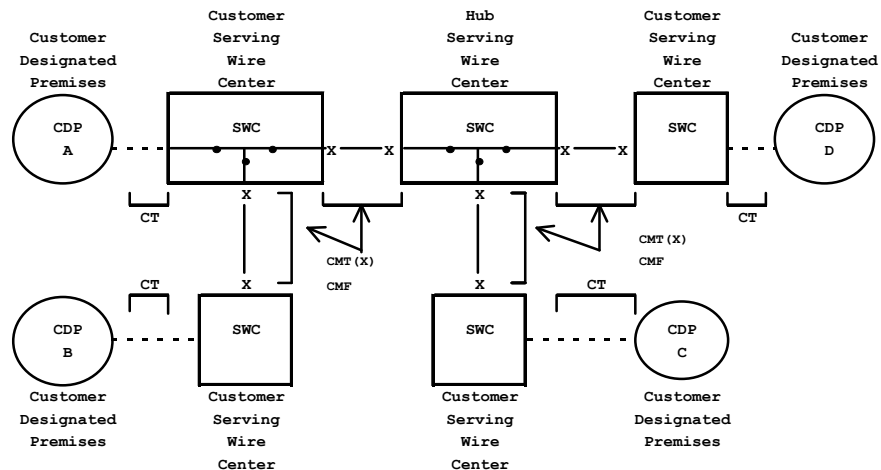 Customer
Serving
Wire
Center
Hub
Serving
Wire
Center
Customer
Serving
Wire
Center
Customer
Designated
Premises
Customer
Designated
Premises
CDP
A
SWC
X
X
SWC
X
X
SWC
CDP
D
CT
X
X
CT
CMT(X)
CMF
CMT(X)
CMF
CT
X
X
CT
CDP
B
SWC
SWC
CDP
C
Customer
Designated
Premises
Customer
Serving
Wire
Center
Customer
Serving
Wire
Center
Customer
Designated
Premises